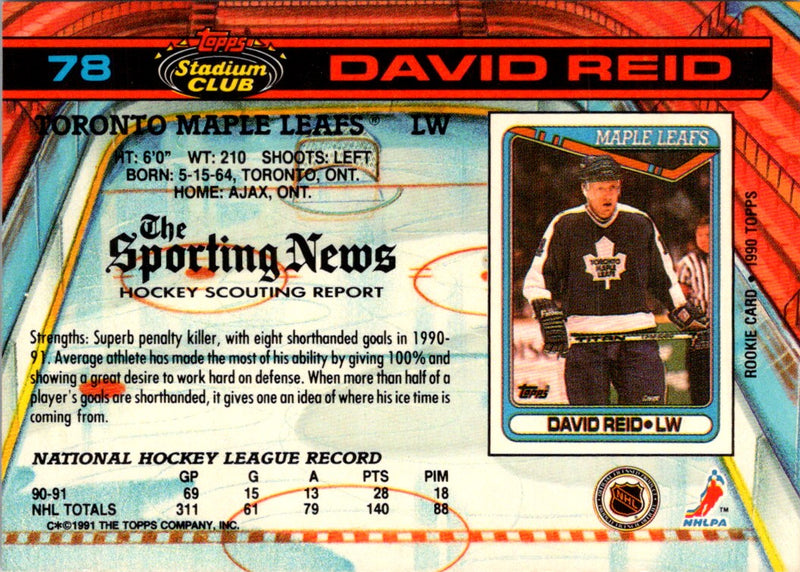 78
Topps
Stadium
CLUB
DAVID REID
TORONTO MAPLE LEAFS® LW
HT: 6'0" WT: 210 SHOOTS: LEFT
BORN: 5-15-64, TORONTO, ONT.
HOME: AJAX, ONT.
The
Sporting News
HOCKEY SCOUTING REPORT
Strengths: Superb penalty killer, with eight shorthanded goals in 1990-
91. Average athlete has made the most of his ability by giving 100% and
showing a great desire to work hard on defense. When more than half of a
player's goals are shorthanded, it gives one an idea of where his ice time is
coming from.
MAPLE LEAFS
TORONTO
MAPLE
LEAFS
TITAN
Topps
DAVID REID • LW
ROOKIE CARD • 1990 TOPPS
NATIONAL HOCKEY LEAGUE RECORD
GP G A PTS PIM
90-91 69 15 13 28 18
NHL TOTALS 311 61 79 140 88
C*©1991 THE TOPPS COMPANY, INC.
NHL
NHLPA ™